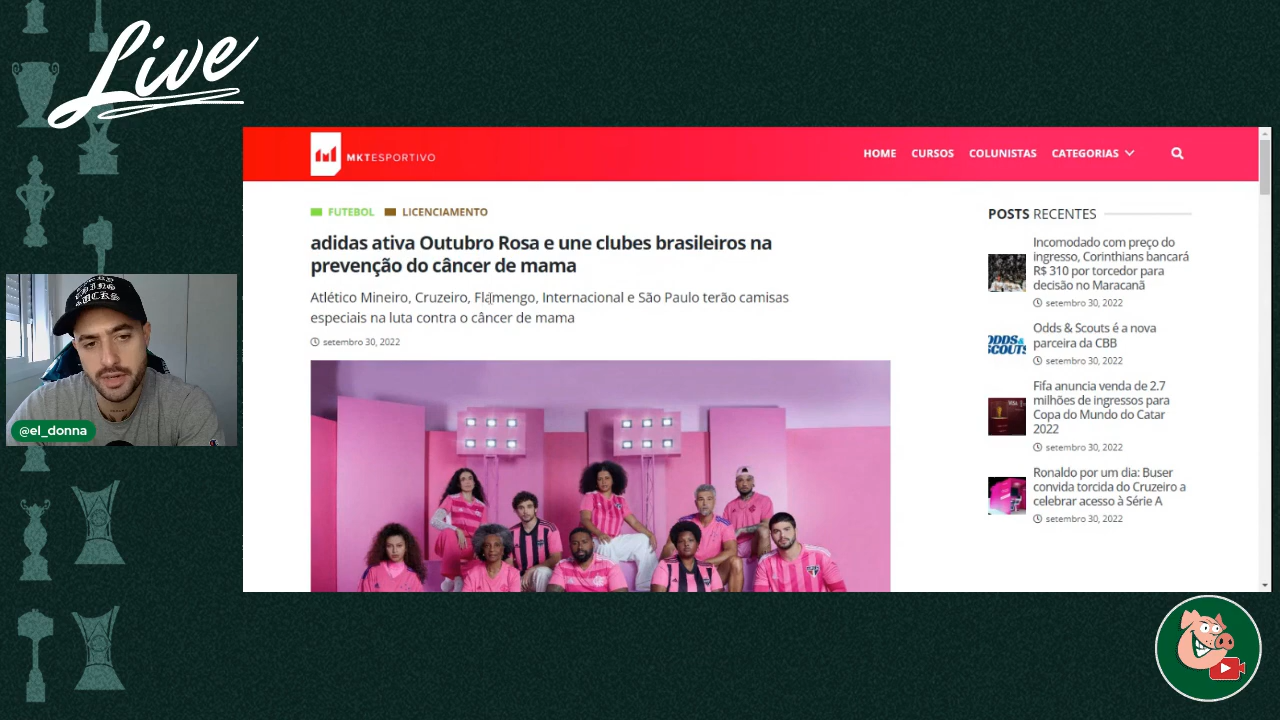 Live
MKTESPORTIVO
HOME CURSOS COLUNISTAS CATEGORIAS
FUTEBOL LICENCIAMENTO
adidas ativa Outubro Rosa e une clubes brasileiros na
prevenção do câncer de mama
Atlético Mineiro, Cruzeiro, Flamengo, Internacional e São Paulo terão camisas
especiais na luta contra o câncer de mama
setembro 30, 2022
POSTS RECENTES
Incomodado com preço do
ingresso, Corinthians bancará
R$ 310 por torcedor para
decisão no Maracanã
setembro 30, 2022
ODDS&
SCOUTS
Odds & Scouts é a nova
parceira da CBB
setembro 30, 2022
Fifa anuncia venda de 2.7
milhões de ingressos para
Copa do Mundo do Catar
2022
setembro 30, 2022
Ronaldo por um dia: Buser
convida torcida do Cruzeiro a
celebrar acesso à Série A
setembro 30, 2022
@el_donna